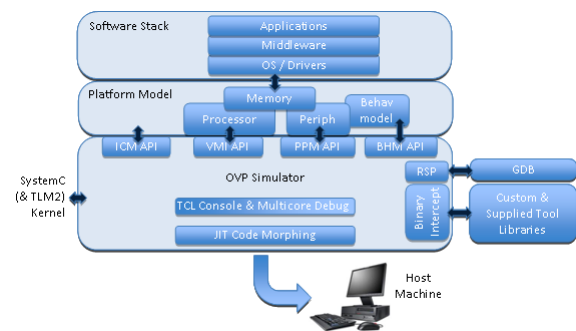 Software Stack
Applications
Middleware
OS / Drivers
Platform Model
Memory
Processor
Periph
Behav
model
ICM API
VMI API
PPM API
BHM API
SystemC
(& TLM2)
Kernel
OVP Simulator
RSP
GDB
TCL Console & Multicore Debug
Binary
Intercept
Custom &
Supplied Tool
Libraries
JIT Code Morphing
Host
Machine